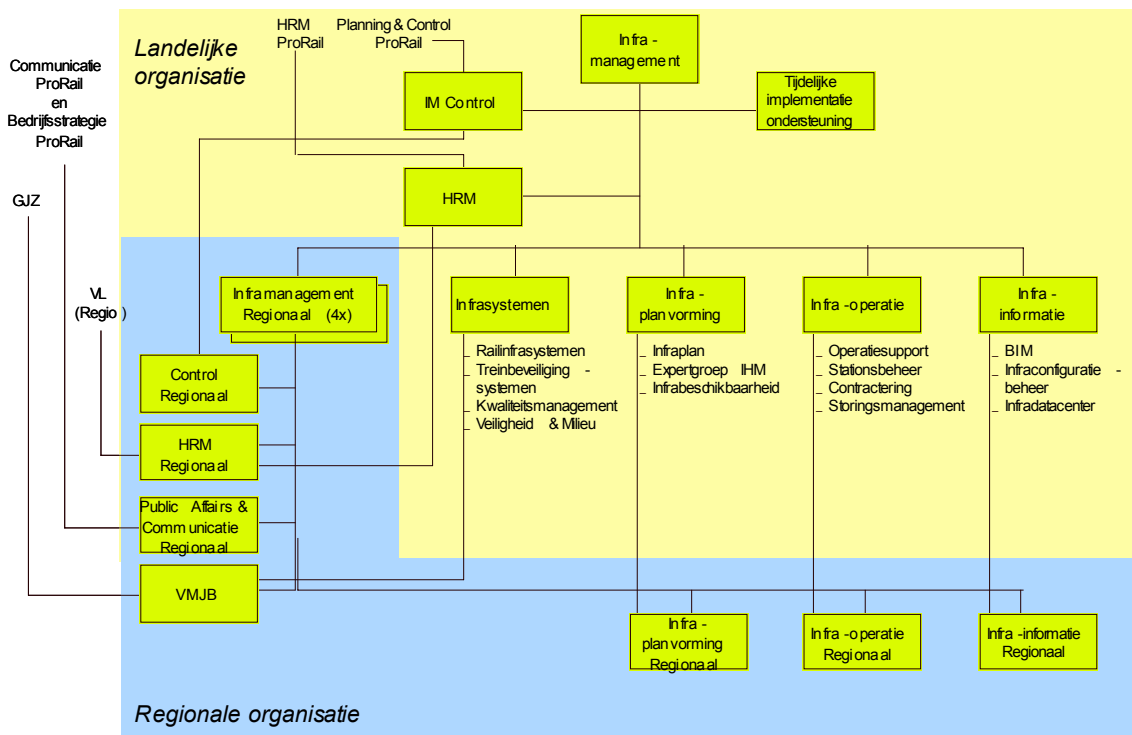 Landelijke
organisatie
HRM
ProRail
Planning & Control
ProRail
Infra -
management
Communicatie
ProRail
en
Bedrijfsstrategie
ProRail
IM Control
Tijdelijke
implementatie
ondersteuning
GJZ
HRM
VL
(Regio )
Inframanagement
Regionaal (4x)
Infrasystemen
Infra -
planvorming
Infra -operatie
Infra -
informatie
_ Railinfrasystemen
_ Treinbeveiliging -
systemen
_ Kwaliteitsmanagement
_ Veiligheid & Milieu
_ Infraplan
_ Expertgroep IHM
_ Infrabeschikbaarheid
_ Operatiesupport
_ Stationsbeheer
_ Contractering
_ Storingsmanagement
_ BIM
_ Infraconfiguratie -
beheer
_ Infradatacenter
Control
Regionaal
HRM
Regionaal
Public Affairs &
Communicatie
Regionaal
VMJB
Infra -
planvorming
Regionaal
Infra -operatie
Regionaal
Infra -informatie
Regionaal
Regionale organisatie